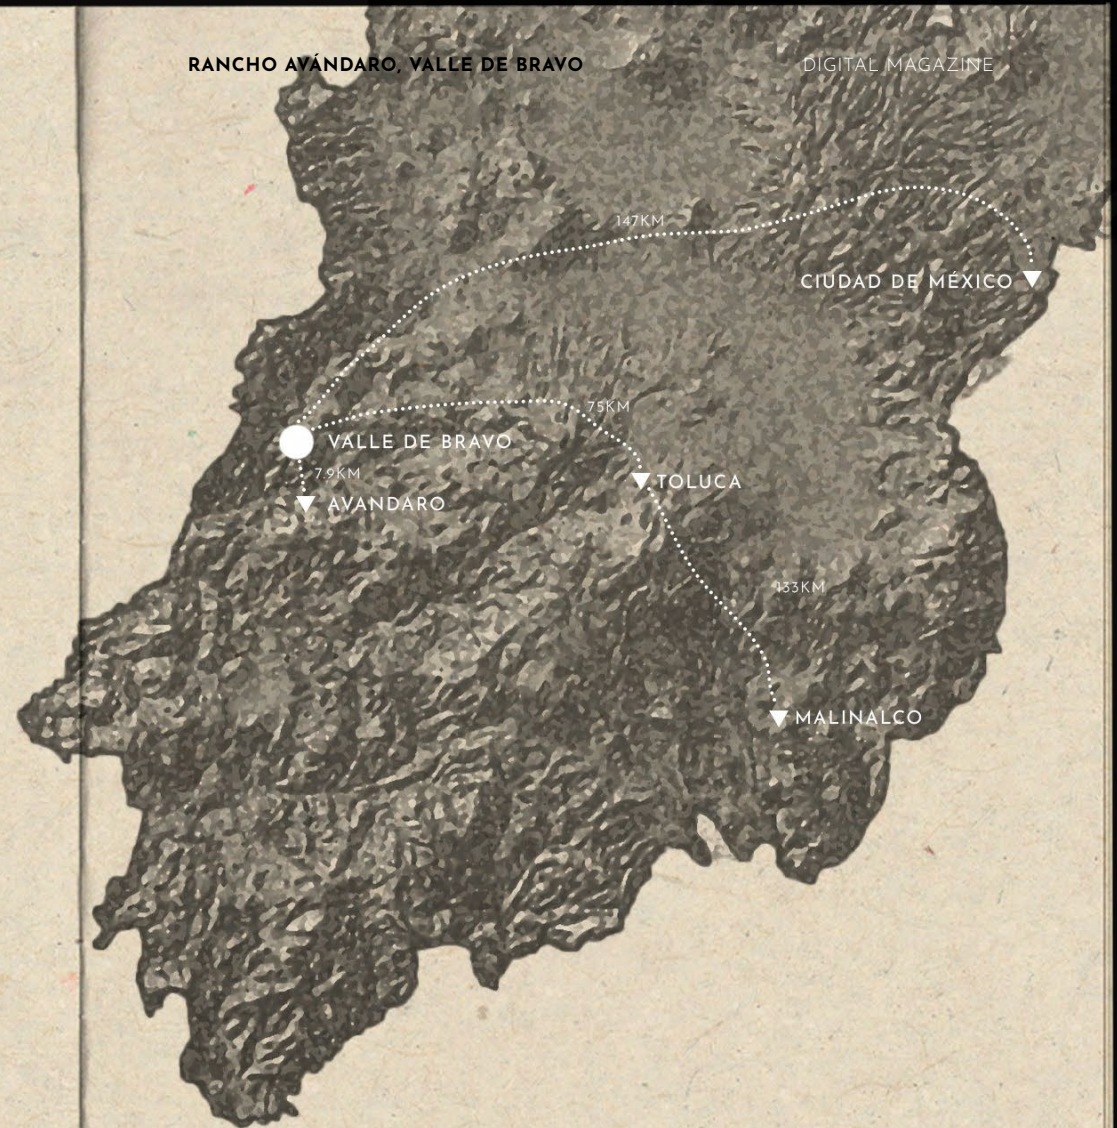 RANCHO AVÁNDARO, VALLE DE BRAVO
DIGITAL MAGAZINE
147KM
CIUDAD DE MÉXICO
75KM
VALLE DE BRAVO
7.9KM
TOLUCA
AVANDARO
133KM
MALINALCO